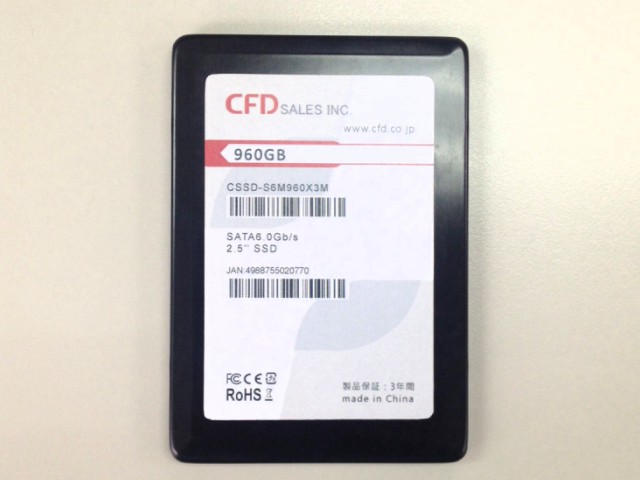 CFD SALES INC.
www.cfd.co.jp
960GB
CSSD-S6M960X3M
SATA6.0Gb/s
2.5" SSD
JAN:4988755020770
FC CE
RoHS
製品保証：3年間
made in China